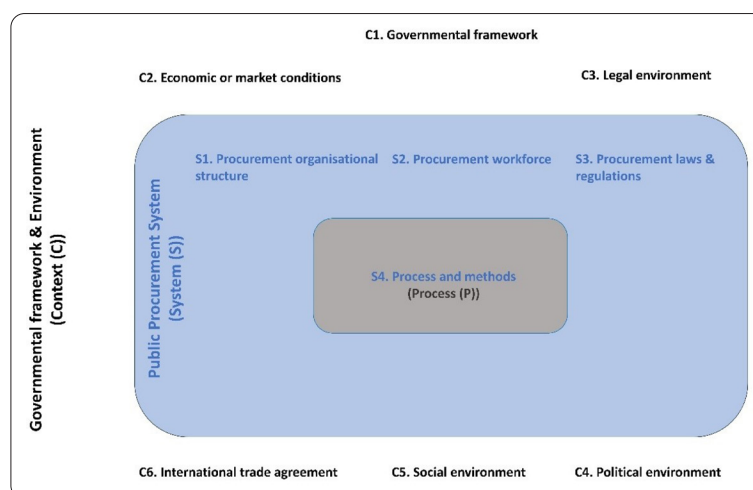 C1. Governmental framework
C2. Economic or market conditions
C3. Legal environment
Governmental framework & Environment
(Context (C))
Public Procurement System
(System (S))
S1. Procurement organisational
structure
S2. Procurement workforce
S3. Procurement laws &
regulations
S4. Process and methods
(Process (P))
C6. International trade agreement
C5. Social environment
C4. Political environment